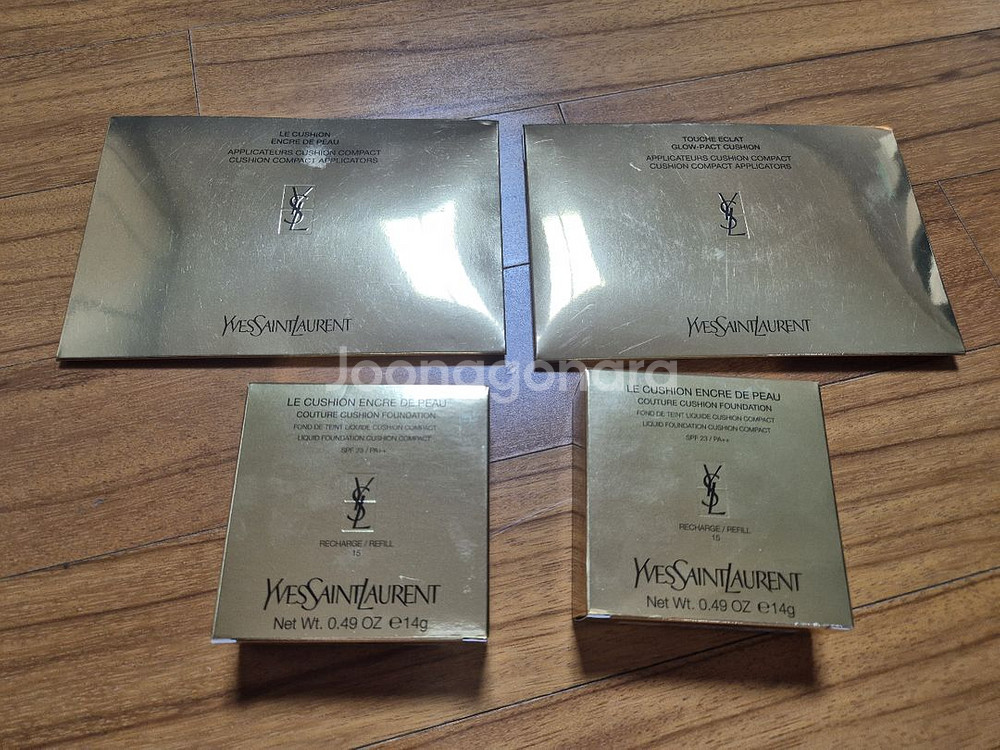 LE CUSHION
ENCRE DE PEAU
APPLICATEURS CUSHION COMPACT
CUSHION COMPACT APPLICATORS
YSL
YVESSAINTLAURENT
TOUCHE ECLAT
GLOW-PACT CUSHION
APPLICATEURS CUSHION COMPACT
CUSHION COMPACT APPLICATORS
YSL
YVESSAINTLAURENT
Joonagonara
LE CUSHION ENCRE DE PEAU
COUTURE CUSHION FOUNDATION
FOND DE TEINT LIQUIDE CUSHION COMPACT
LIQUID FOUNDATION CUSHION COMPACT
SPF 23 / PA++
YSL
RECHARGE / REFILL
15
YVESSAINTLAURENT
Net Wt. 0.49 OZ ℮14g
LE CUSHION ENCRE DE PEAU
COUTURE CUSHION FOUNDATION
FOND DE TEINT LIQUIDE CUSHION COMPACT
LIQUID FOUNDATION CUSHION COMPACT
SPF 23 / PA++
YSL
RECHARGE / REFILL
15
YVESSAINTLAURENT
Net Wt. 0.49 OZ ℮14g